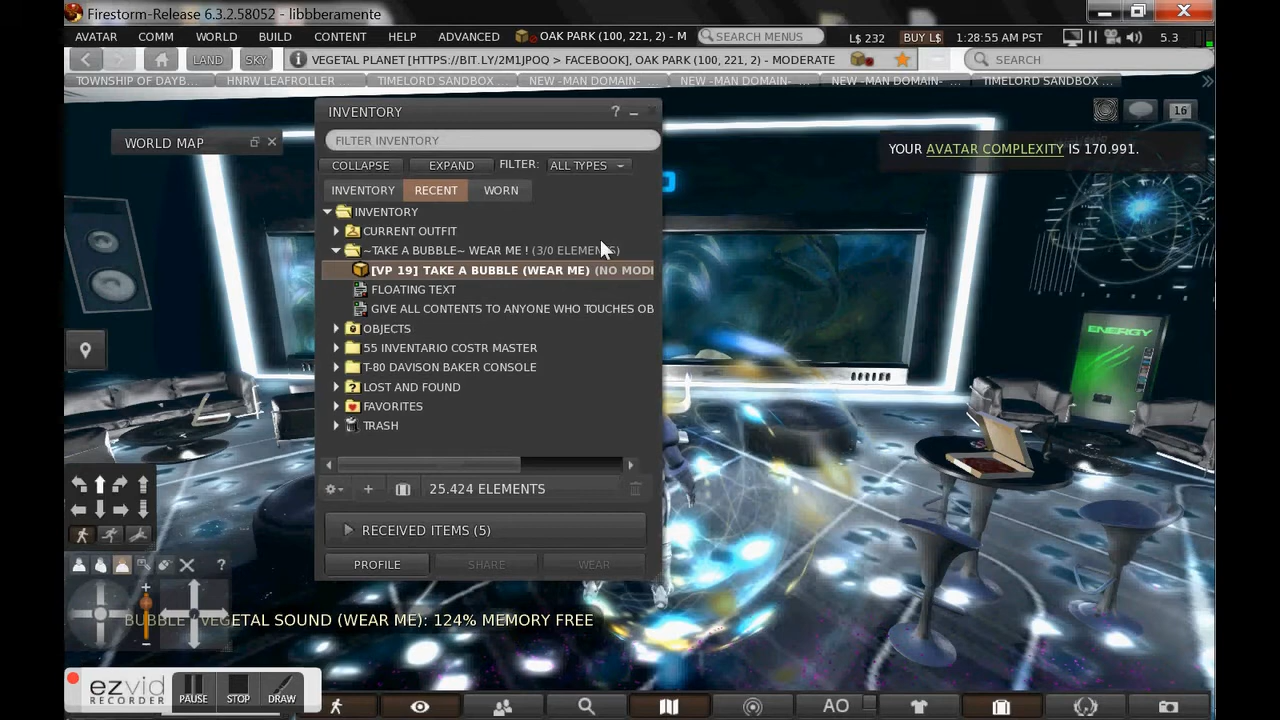 Firestorm-Release 6.3.2.58052 - libbberamente
AVATAR COMM WORLD BUILD CONTENT HELP ADVANCED OAK PARK (100, 221, 2) - M SEARCH MENUS L$ 232 BUY L$ 1:28:55 AM PST 5.3
LAND SKY VEGETAL PLANET [HTTPS://BIT.LY/2N1LJPOQ > FACEBOOK], OAK PARK (100, 221, 2) - MODERATE SEARCH
TOWNSHIP OF DAYB... HNRW LEAFROLLER TIMELORD SANDBOX NEW -MAN DOMAIN- NEW -MAN DOMAIN- NEW -MAN DOMAIN- ... TIMELORD SANDBOX...
INVENTORY ?
16
FILTER INVENTORY
WORLD MAP
YOUR AVATAR COMPLEXITY IS 170.991.
COLLAPSE EXPAND FILTER: ALL TYPES
INVENTORY RECENT WORN
INVENTORY
CURRENT OUTFIT
~TAKE A BUBBLE~ WEAR ME ! (3/0 ELEMENTS)
[VP 19] TAKE A BUBBLE (WEAR ME) (NO MODI
FLOATING TEXT
GIVE ALL CONTENTS TO ANYONE WHO TOUCHES OB
OBJECTS
ENERGY
55 INVENTARIO COSTR MASTER
T-80 DAVISON BAKER CONSOLE
LOST AND FOUND
FAVORITES
TRASH
25.424 ELEMENTS
RECEIVED ITEMS (5)
PROFILE SHARE WEAR
?
BUBBLE VEGETAL SOUND (WEAR ME): 124% MEMORY FREE
ezvid
RECORDER
PAUSE STOP DRAW
AO